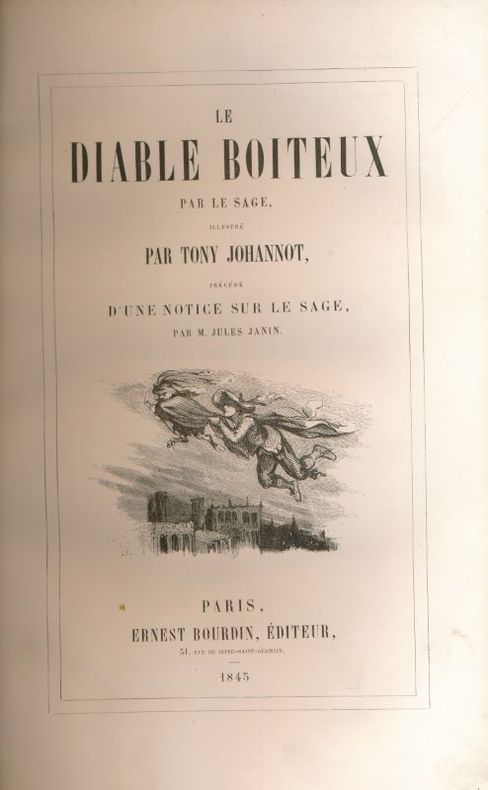 LE
DIABLE BOITEUX
PAR LE SAGE,
ILLUSTRÉ
PAR TONY JOHANNOT,
PRÉCÉDÉ
D'UNE NOTICE SUR LE SAGE,
PAR M. JULES JANIN.
PARIS,
ERNEST BOURDIN, ÉDITEUR,
51, RUE DE SEINE-SAINT-GERMAIN.
1845